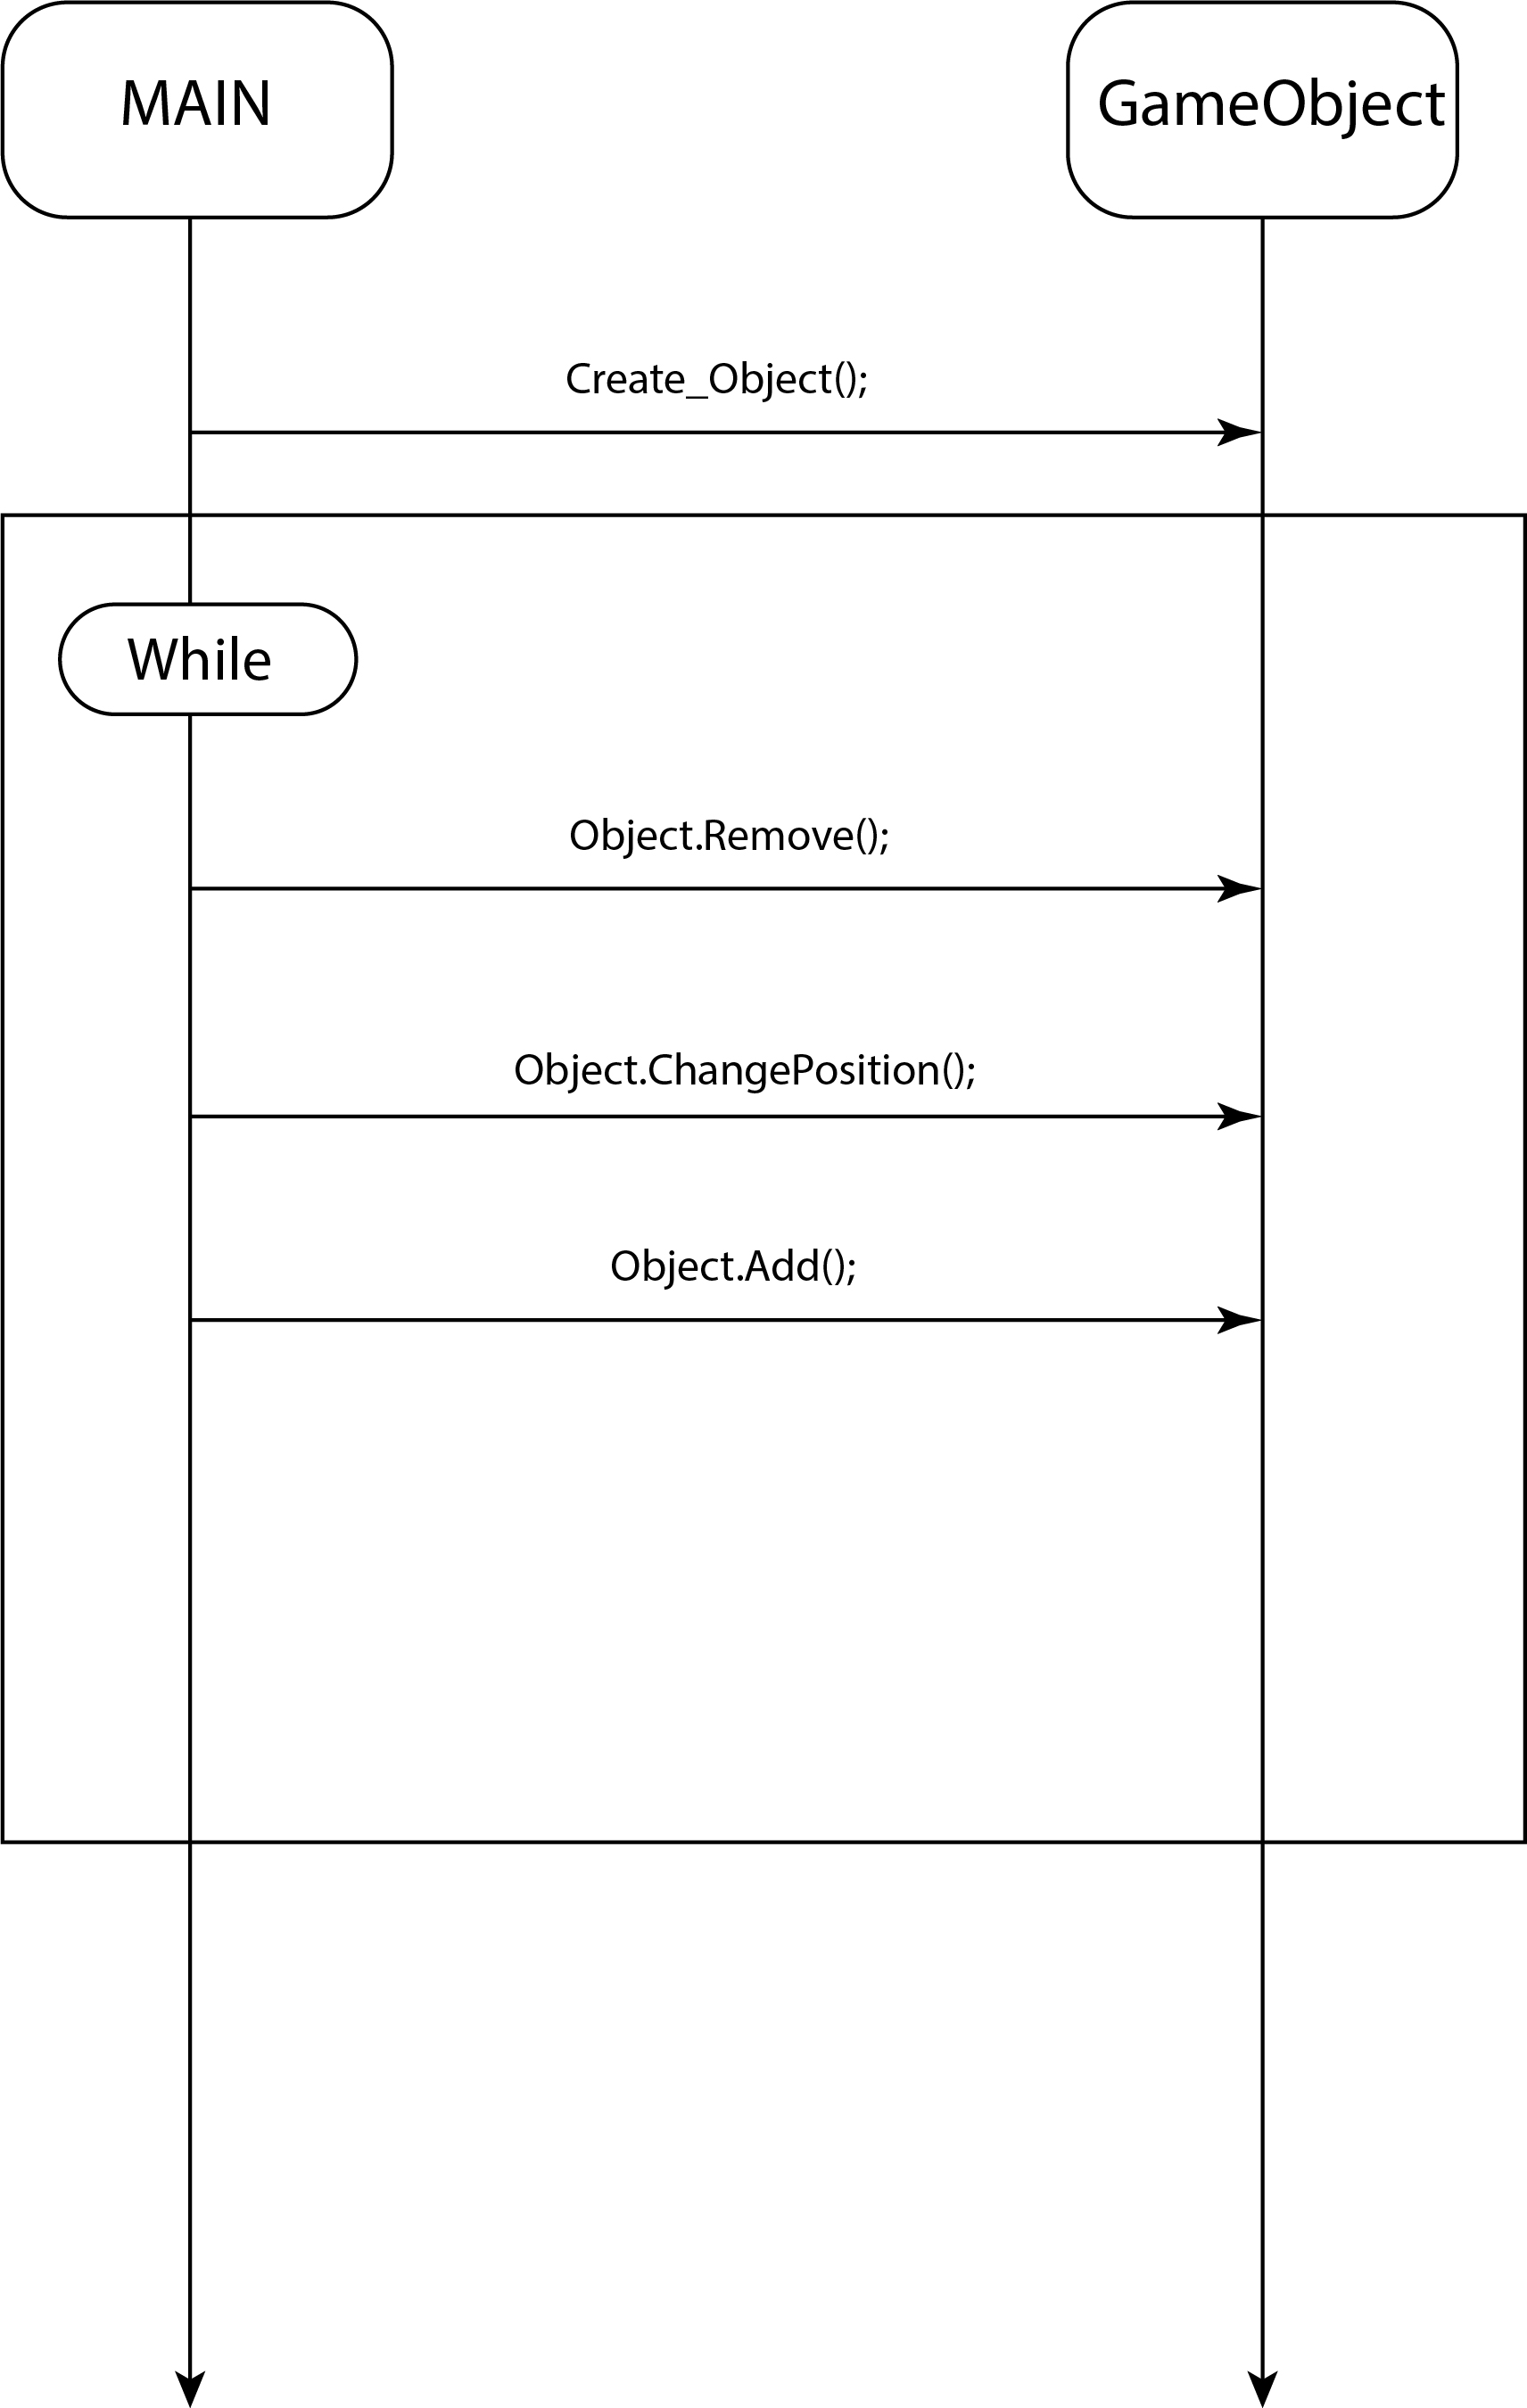 MAIN
GameObject
Create_Object();
While
Object.Remove();
Object.ChangePosition();
Object.Add();